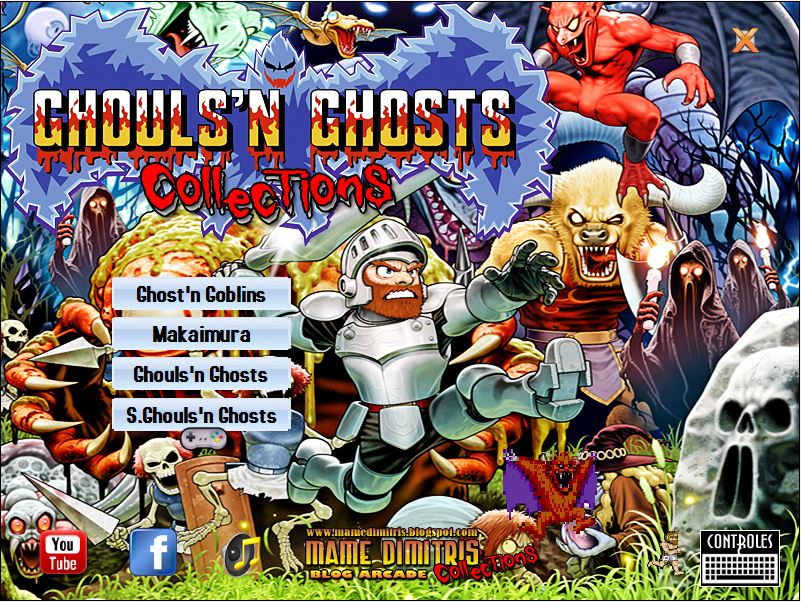 GHOULS'N GHOSTS
Collections
X
Ghost'n Goblins
Makaimura
Ghouls'n Ghosts
S.Ghouls'n Ghosts
You
Tube
f
www.mamedimitris.blogspot.com
MAME DIMITRIS
BLOG ARCADE Collections
CONTROLES